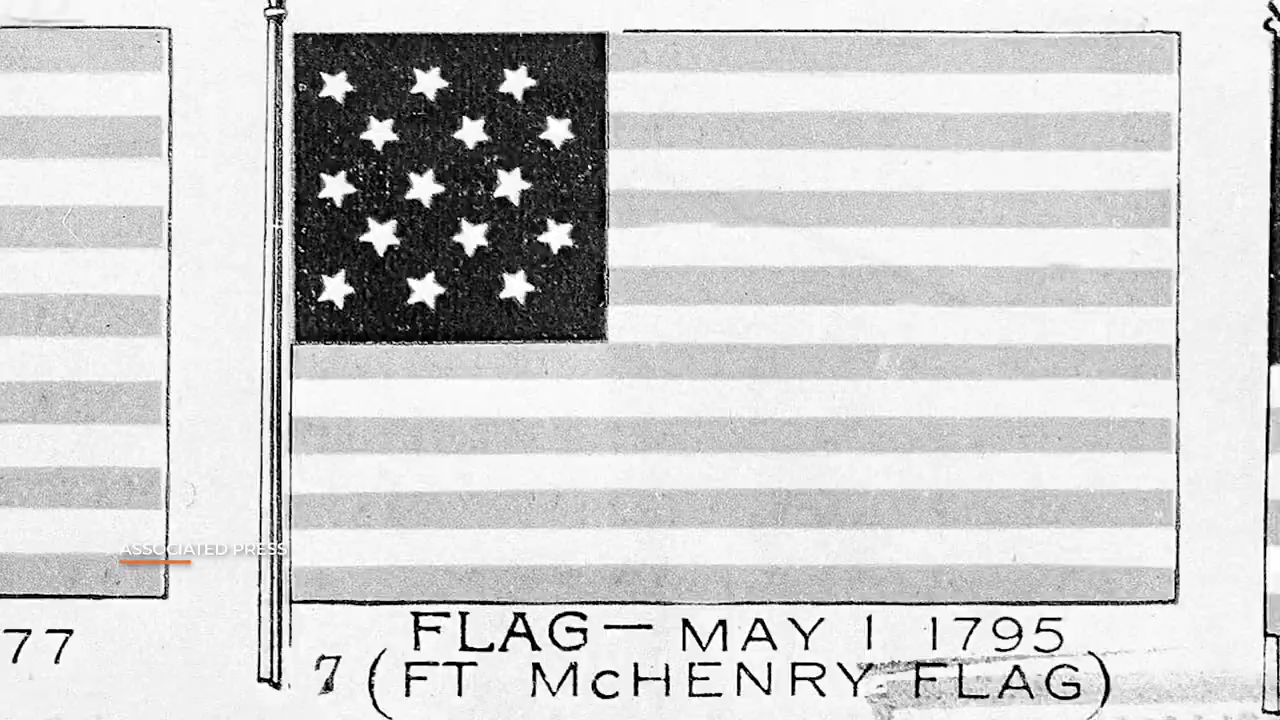 ASSOCIATED PRESS
77
FLAG — MAY 1 1795
7 (FT McHENRY FLAG)